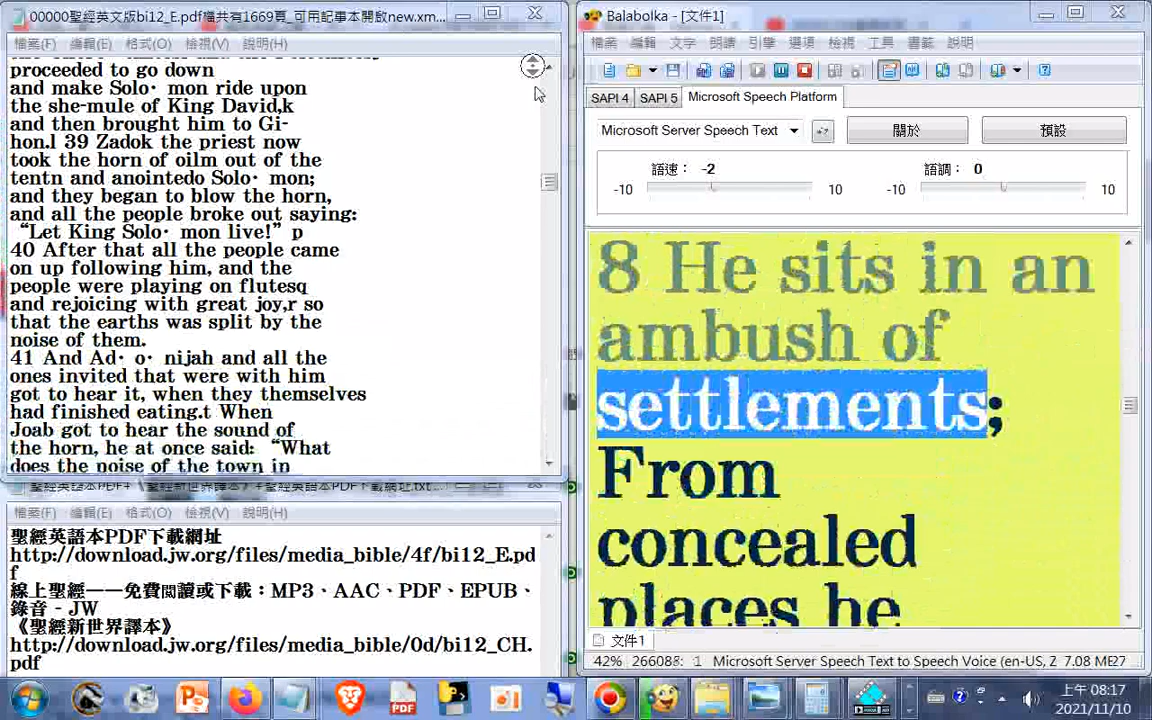 00000聖經英文版bi12_E.pdf檔共有1669頁_可用記事本開啟new.xm...
檔案(F) 編輯(E) 格式(O) 檢視(V) 說明(H)
proceeded to go down
and make Solo·mon ride upon
the she-mule of King David,k
and then brought him to Gi-
hon.l 39 Zadok the priest now
took the horn of oilm out of the
tentn and anointedo Solo·mon;
and they began to blow the horn,
and all the people broke out saying:
“Let King Solo·mon live!” p
40 After that all the people came
on up following him, and the
people were playing on flutesq
and rejoicing with great joy,r so
that the earths was split by the
noise of them.
41 And Ad·o·nijah and all the
ones invited that were with him
got to hear it, when they themselves
had finished eating.t When
Joab got to hear the sound of
the horn, he at once said: “What
does the noise of the town in
檔案(F) 編輯(E) 格式(O) 檢視(V) 說明(H)
聖經英語本PDF下載網址
http://download.jw.org/files/media_bible/4f/bi12_E.pd
f
線上聖經——免費閱讀或下載：MP3、AAC、PDF、EPUB、
錄音 - JW
《聖經新世界譯本》
http://download.jw.org/files/media_bible/0d/bi12_CH.
pdf
Balabolka - [文件1]
檔案 編輯 文字 朗讀 引擎 選項 檢視 工具 書籤 說明
SAPI 4 SAPI 5 Microsoft Speech Platform
Microsoft Server Speech Text 關於 預設
語速: -2 語調: 0
-10 10 -10 10
8 He sits in an
ambush of
settlements;
From
concealed
places he
文件1
42% 266088: 1 Microsoft Server Speech Text to Speech Voice (en-US, Z 7.08 ME27
上午 08:17
2021/11/10